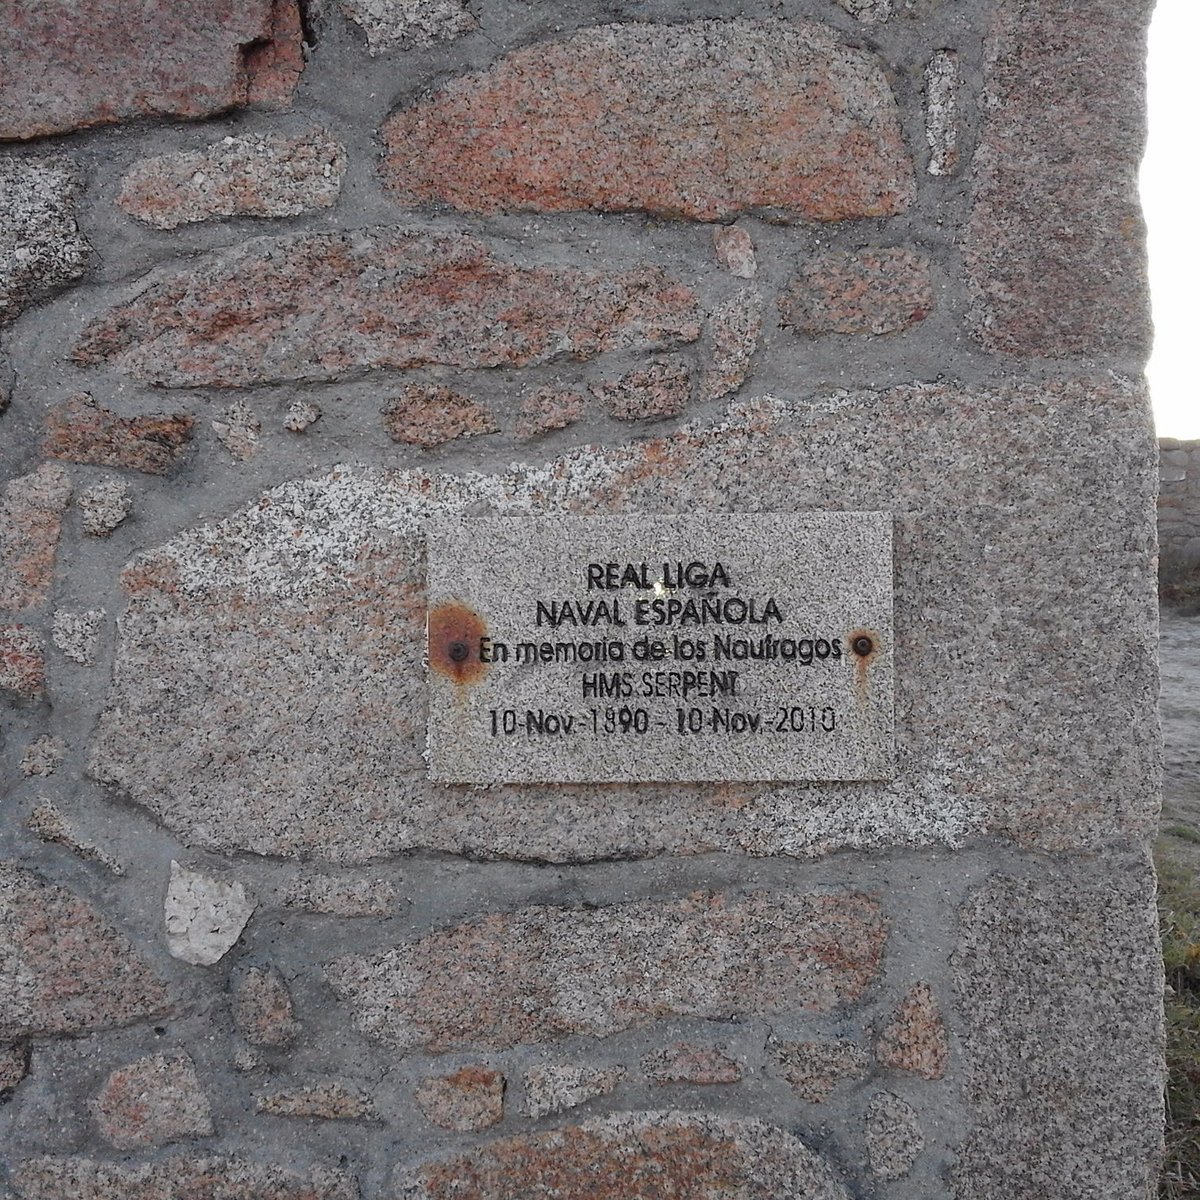 REAL LIGA
NAVAL ESPAÑOLA
En memoria de los Naufragos
HMS SERPENT
10-Nov.-1890 - 10-Nov.-2010